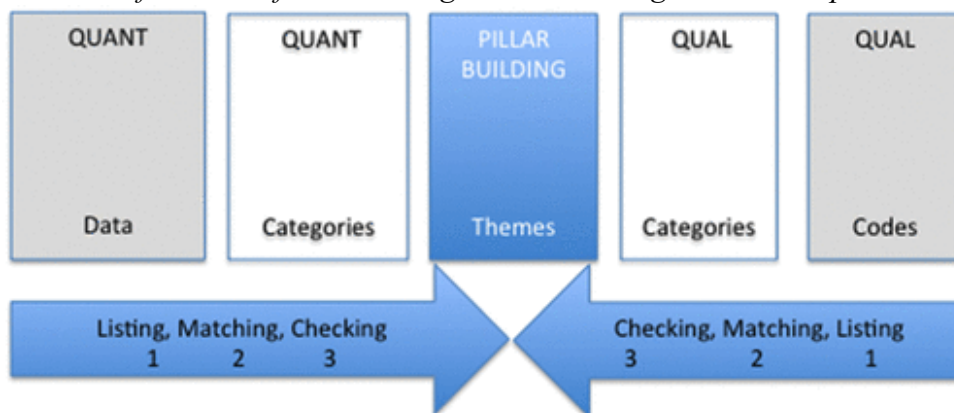 QUANT
Data
QUANT
Categories
PILLAR
BUILDING
Themes
QUAL
Categories
QUAL
Codes
Listing, Matching, Checking
1 2 3
Checking, Matching, Listing
3 2 1